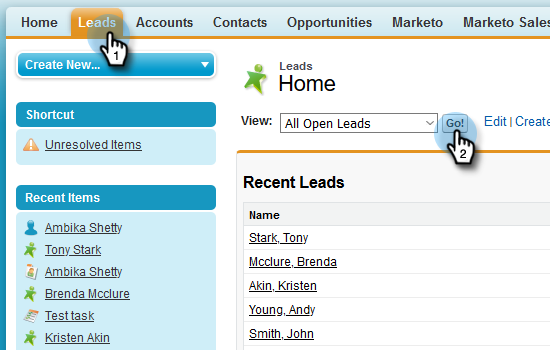 Home Leads Accounts Contacts Opportunities Marketo Marketo Sales
1
Create New...
Leads
Home
Shortcut
View: All Open Leads Go! Edit | Create
2
Unresolved Items
Recent Items
Recent Leads
Name
Ambika Shetty
Stark, Tony
Tony Stark
Mcclure, Brenda
Ambika Shetty
Akin, Kristen
Brenda Mcclure
Young, Andy
Test task
Smith, John
Kristen Akin